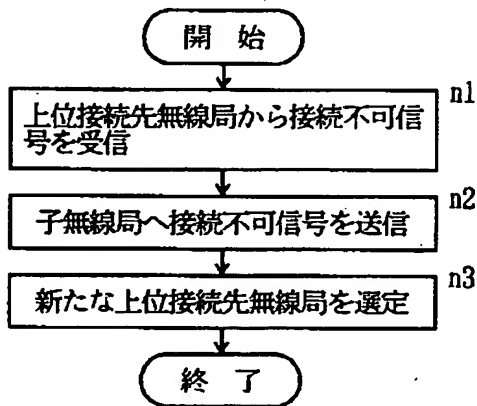 開 始
上位接続先無線局から接続不可信
号を受信
n1
子無線局へ接続不可信号を送信
n2
新たな上位接続先無線局を選定
n3
終 了